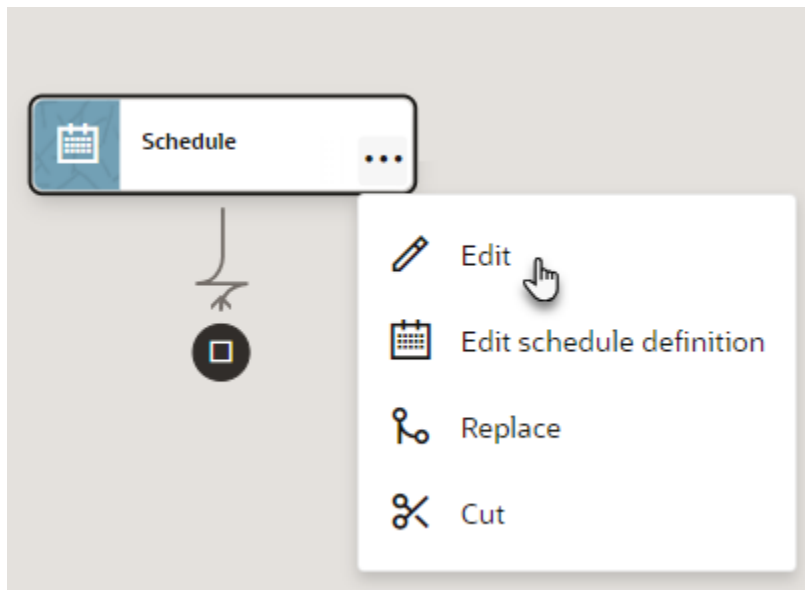 Schedule
Edit
Edit schedule definition
Replace
Cut